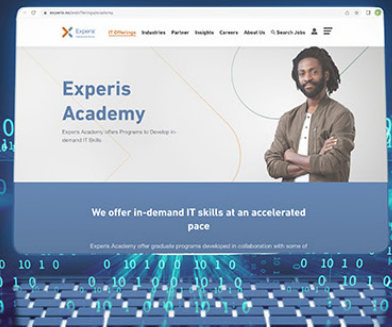 Experis
IT Offerings Industries Partner Insights Careers About Us Search Jobs
Experis
Academy
Experis Academy offers Programs to Develop in-
demand IT Skills
We offer in-demand IT skills at an accelerated
pace
Experis Academy offer graduate programs developed in collaboration with some of